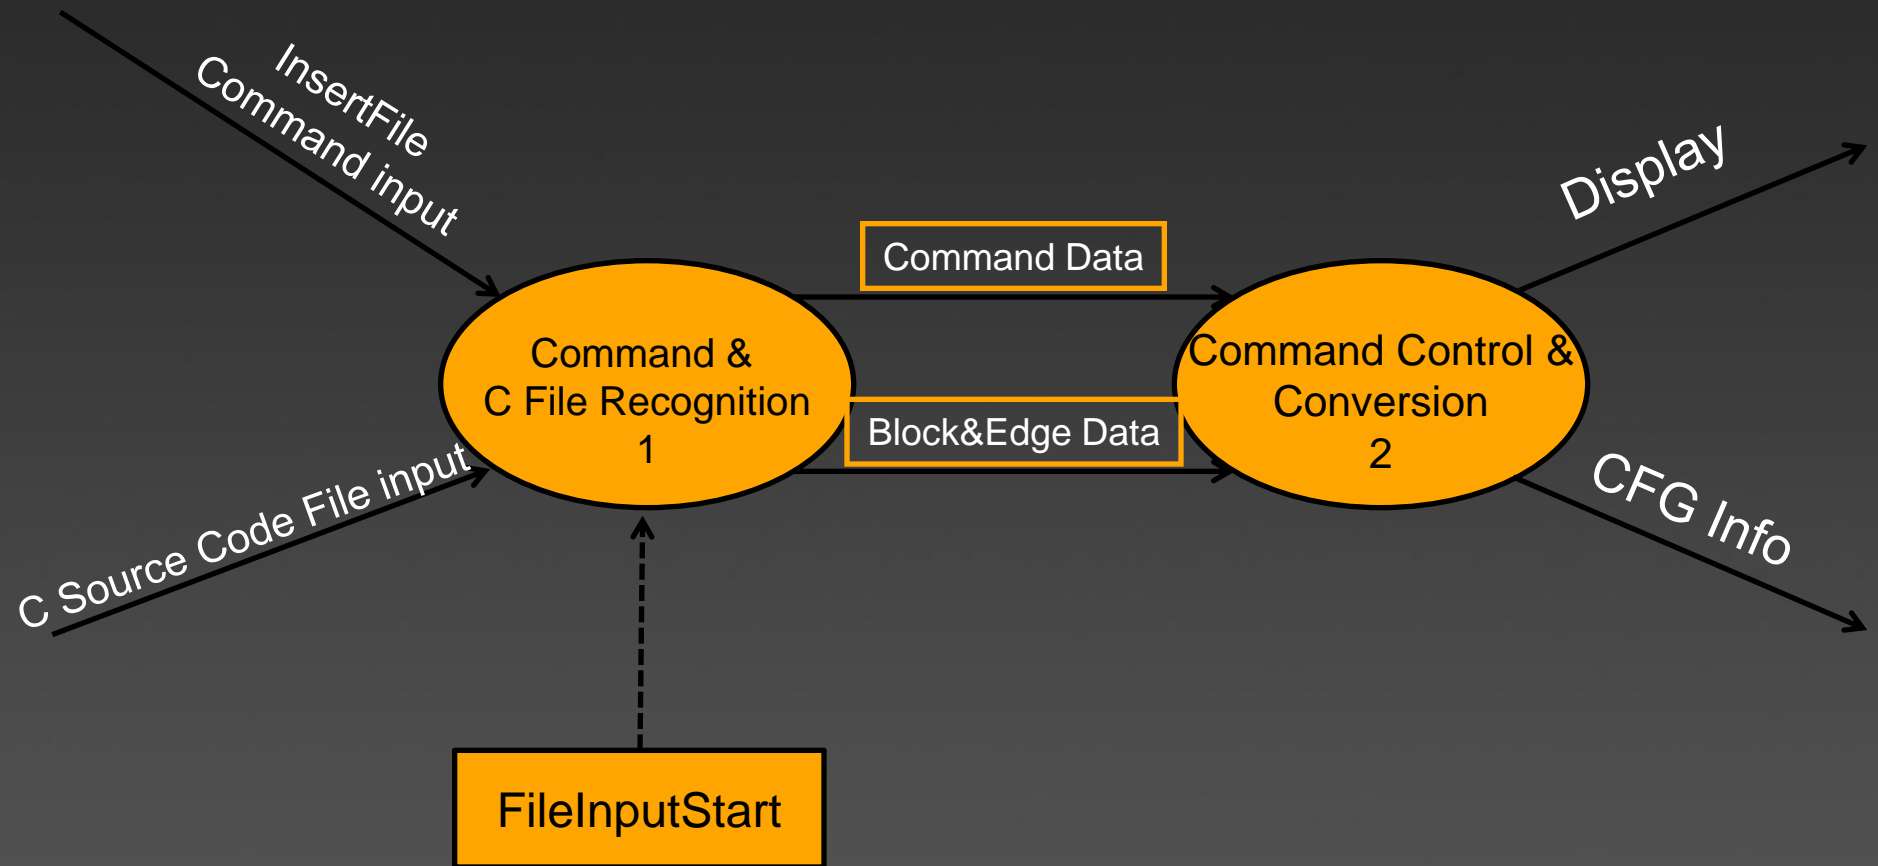 InsertFile
Command input
Display
Command Data
Command &
C File Recognition
1
Command Control &
Conversion
2
Block&Edge Data
C Source Code File input
CFG Info
FileInputStart